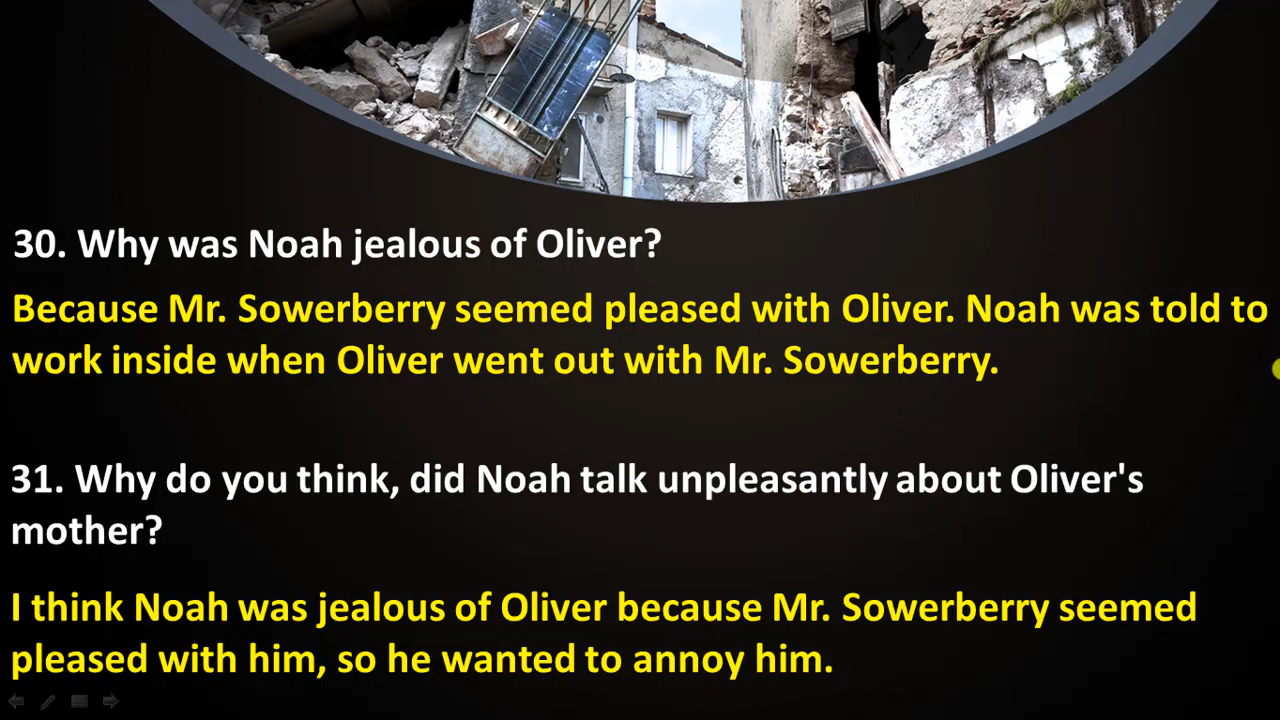 30. Why was Noah jealous of Oliver?
Because Mr. Sowerberry seemed pleased with Oliver. Noah was told to
work inside when Oliver went out with Mr. Sowerberry.
31. Why do you think, did Noah talk unpleasantly about Oliver's
mother?
I think Noah was jealous of Oliver because Mr. Sowerberry seemed
pleased with him, so he wanted to annoy him.